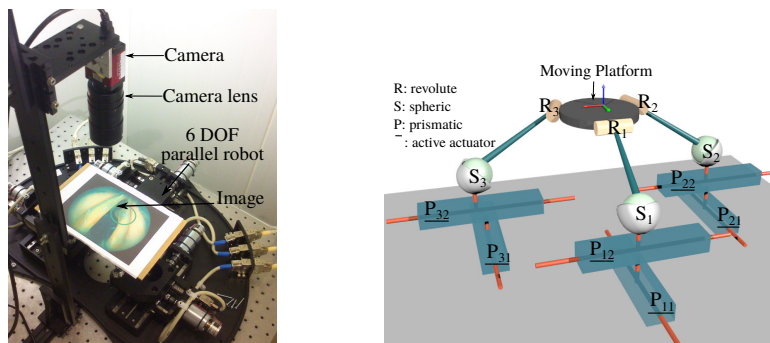 Camera
Camera lens
6 DOF
parallel robot
Image
Moving Platform
R: revolute
S: spheric
P: prismatic
_ : active actuator
R3
R2
R1
S3
S2
S1
P32
P31
P22
P21
P12
P11